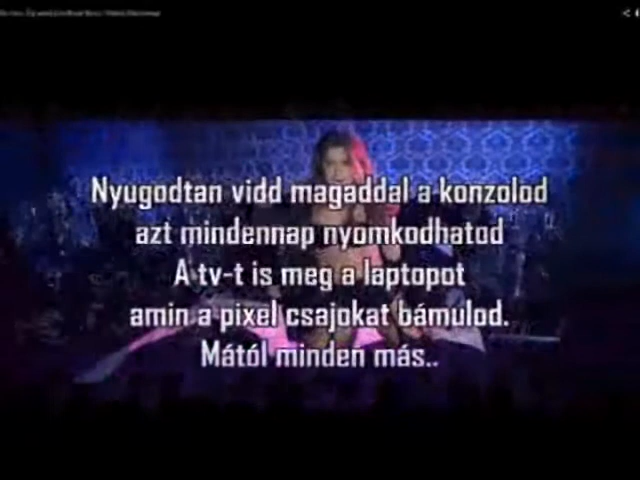 Nyugodtan vidd magaddal a konzolod
azt mindennap nyomkodhatod
A tv-t is meg a laptopot
amin a pixel csajokat bámulod.
Mától minden más..